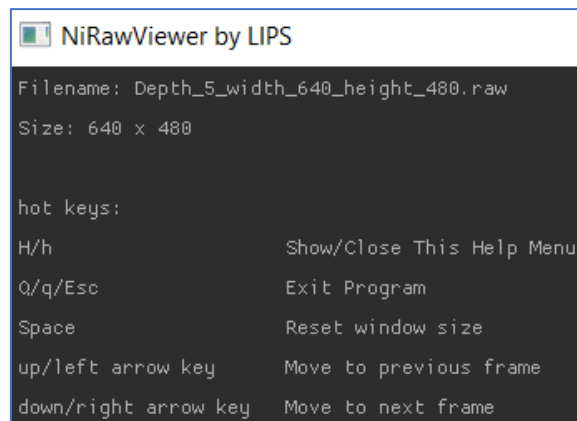 NiRawViewer by LIPS
Filename: Depth_5_width_640_height_480.raw
Size: 640 x 480
hot keys:
H/h Show/Close This Help Menu
Q/q/Esc Exit Program
Space Reset window size
up/left arrow key Move to previous frame
down/right arrow key Move to next frame